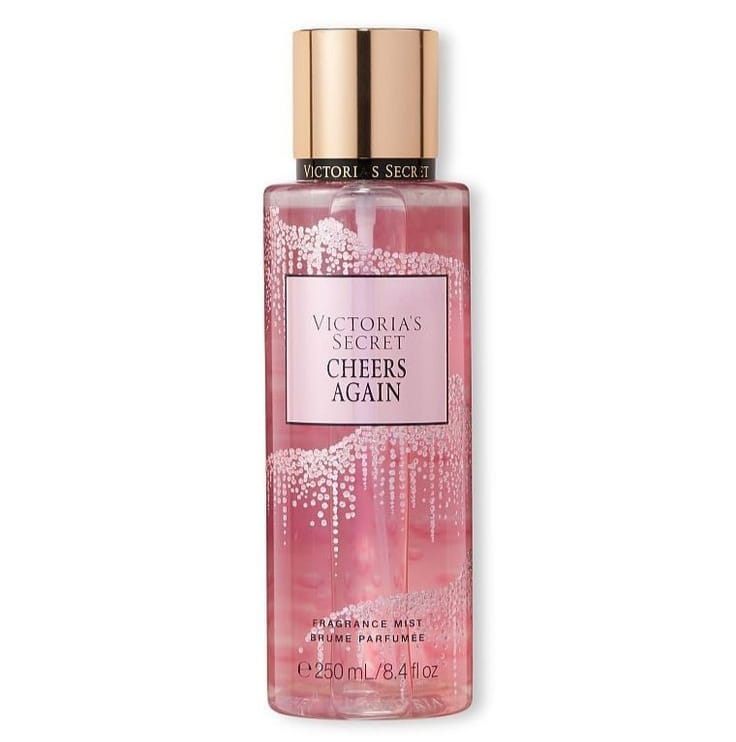 VICTORIA'S SECRET
VICTORIA'S
SECRET
CHEERS
AGAIN
FRAGRANCE MIST
BRUME PARFUMÉE
℮ 250 mL/8.4 fl oz